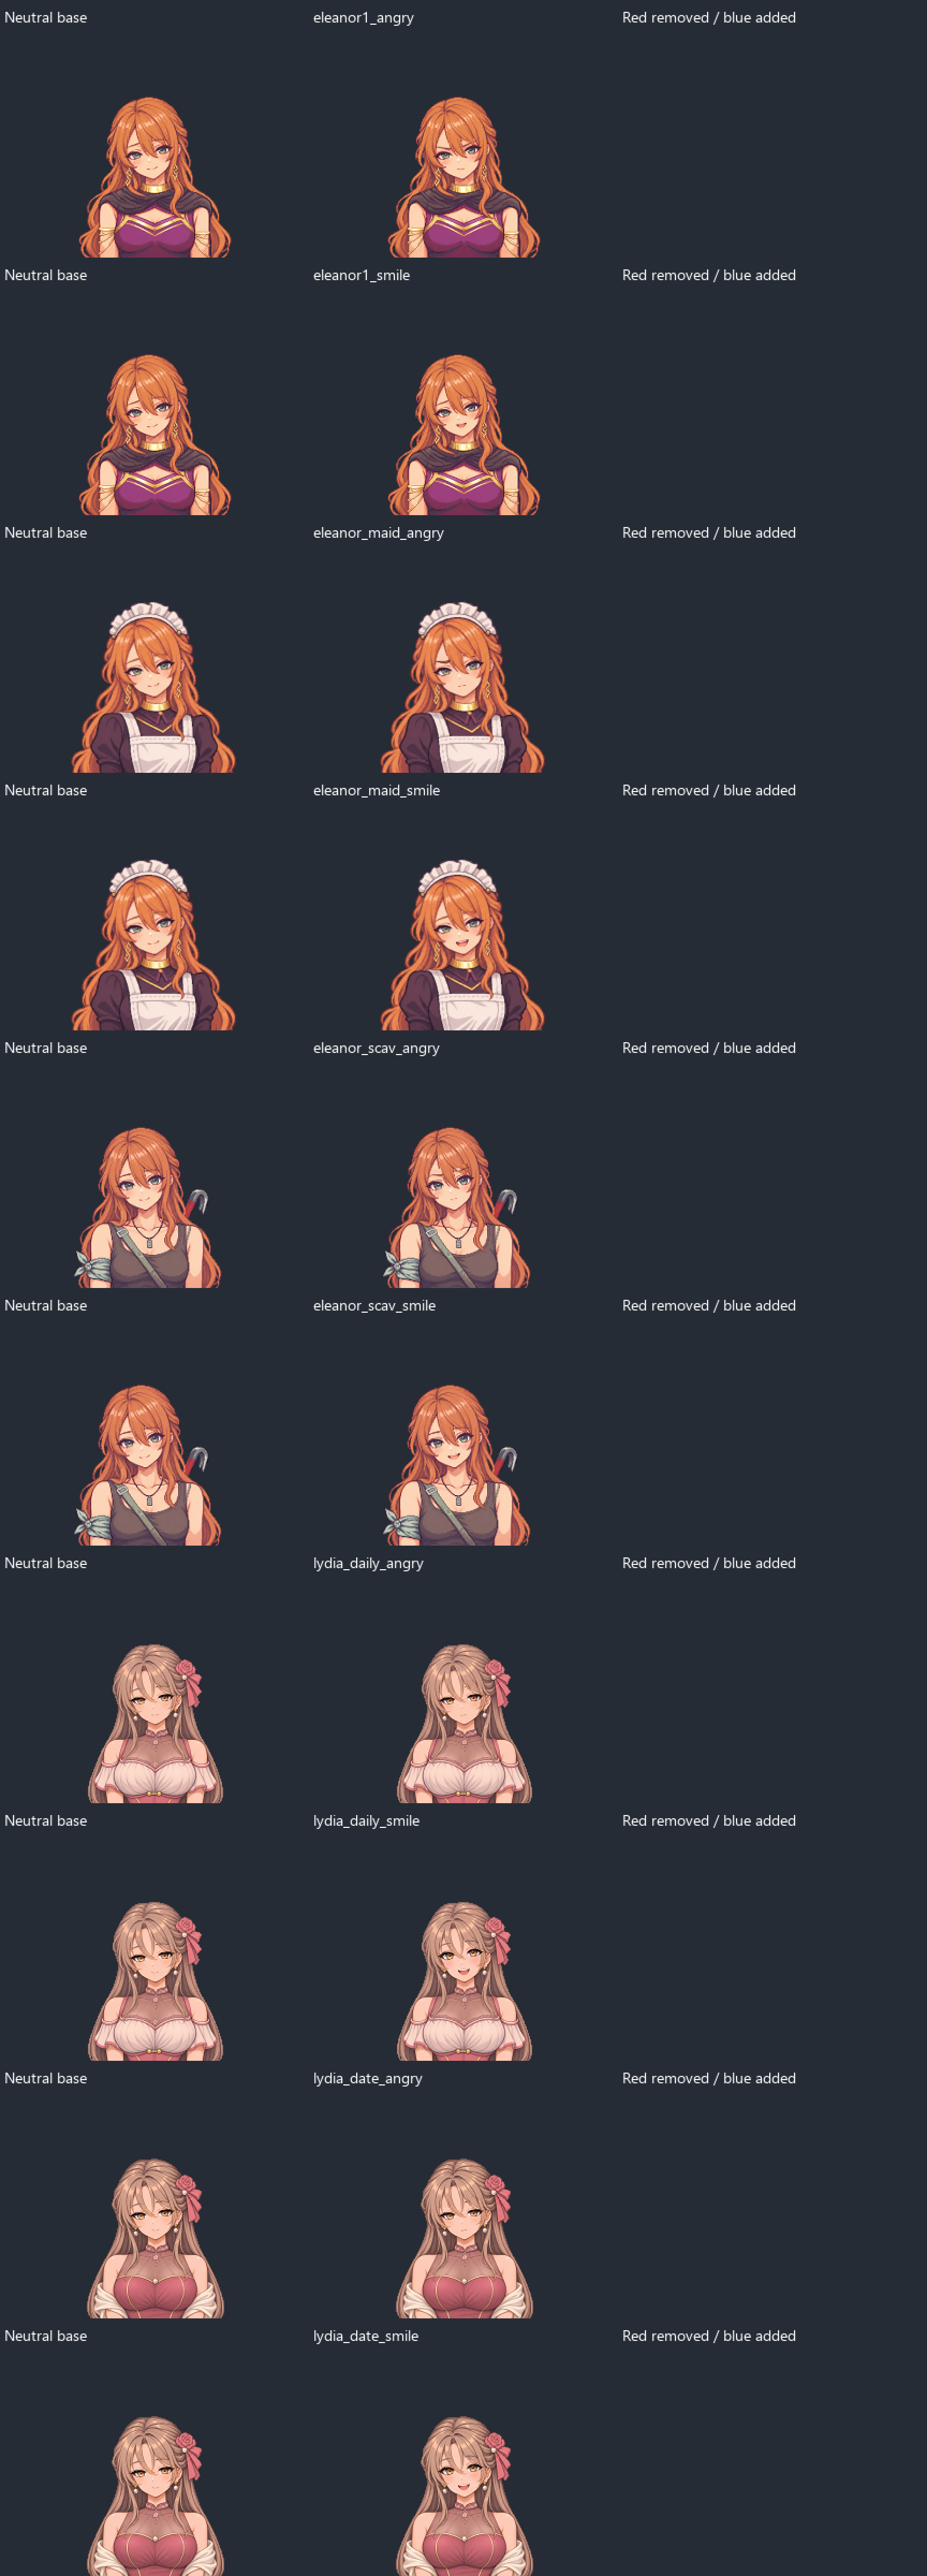 Neutral base eleanor1_angry Red removed / blue added
Neutral base eleanor1_smile Red removed / blue added
Neutral base eleanor_maid_angry Red removed / blue added
Neutral base eleanor_maid_smile Red removed / blue added
Neutral base eleanor_scav_angry Red removed / blue added
Neutral base eleanor_scav_smile Red removed / blue added
Neutral base lydia_daily_angry Red removed / blue added
Neutral base lydia_daily_smile Red removed / blue added
Neutral base lydia_date_angry Red removed / blue added
Neutral base lydia_date_smile Red removed / blue added